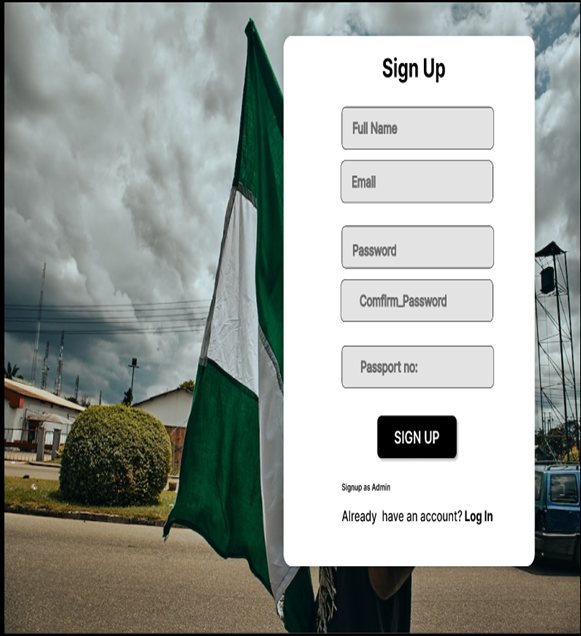 Sign Up
Full Name
Email
Password
Comfirm_Password
Passport no:
SIGN UP
Signup as Admin
Already have an account? Log In